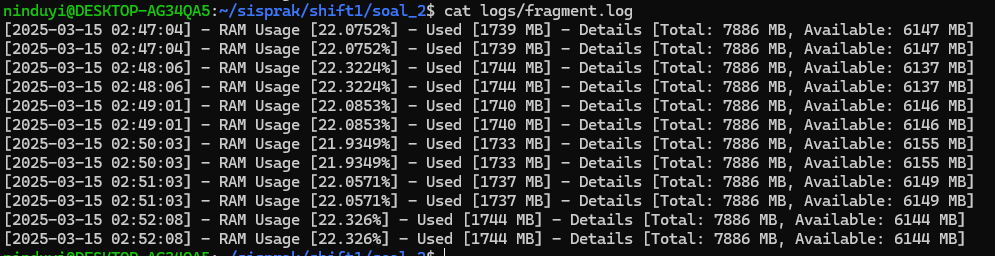 ninduyi@DESKTOP-AG34QA5:~/sisprak/shift1/soal_2$ cat logs/fragment.log
[2025-03-15 02:47:04] - RAM Usage [22.0752%] - Used [1739 MB] - Details [Total: 7886 MB, Available: 6147 MB]
[2025-03-15 02:47:04] - RAM Usage [22.0752%] - Used [1739 MB] - Details [Total: 7886 MB, Available: 6147 MB]
[2025-03-15 02:48:06] - RAM Usage [22.3224%] - Used [1744 MB] - Details [Total: 7886 MB, Available: 6137 MB]
[2025-03-15 02:48:06] - RAM Usage [22.3224%] - Used [1744 MB] - Details [Total: 7886 MB, Available: 6137 MB]
[2025-03-15 02:49:01] - RAM Usage [22.0853%] - Used [1740 MB] - Details [Total: 7886 MB, Available: 6146 MB]
[2025-03-15 02:49:01] - RAM Usage [22.0853%] - Used [1740 MB] - Details [Total: 7886 MB, Available: 6146 MB]
[2025-03-15 02:50:03] - RAM Usage [21.9349%] - Used [1733 MB] - Details [Total: 7886 MB, Available: 6155 MB]
[2025-03-15 02:50:03] - RAM Usage [21.9349%] - Used [1733 MB] - Details [Total: 7886 MB, Available: 6155 MB]
[2025-03-15 02:51:03] - RAM Usage [22.0571%] - Used [1737 MB] - Details [Total: 7886 MB, Available: 6149 MB]
[2025-03-15 02:51:03] - RAM Usage [22.0571%] - Used [1737 MB] - Details [Total: 7886 MB, Available: 6149 MB]
[2025-03-15 02:52:08] - RAM Usage [22.326%] - Used [1744 MB] - Details [Total: 7886 MB, Available: 6144 MB]
[2025-03-15 02:52:08] - RAM Usage [22.326%] - Used [1744 MB] - Details [Total: 7886 MB, Available: 6144 MB]
ninduyi@DESKTOP-AG34QA5:~/sisprak/shift1/soal_2$